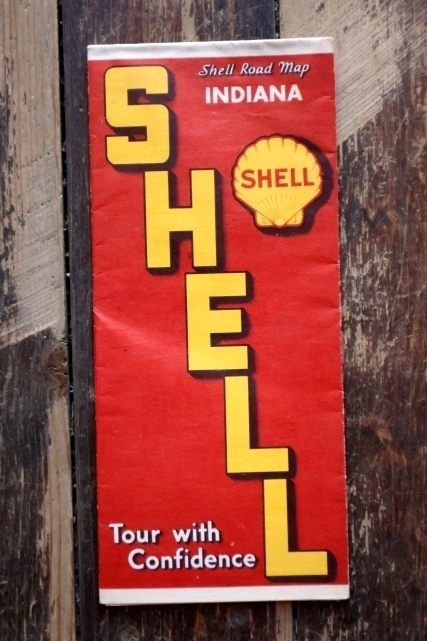 Shell Road Map
INDIANA
SHELL
SHELL
Tour with
Confidence